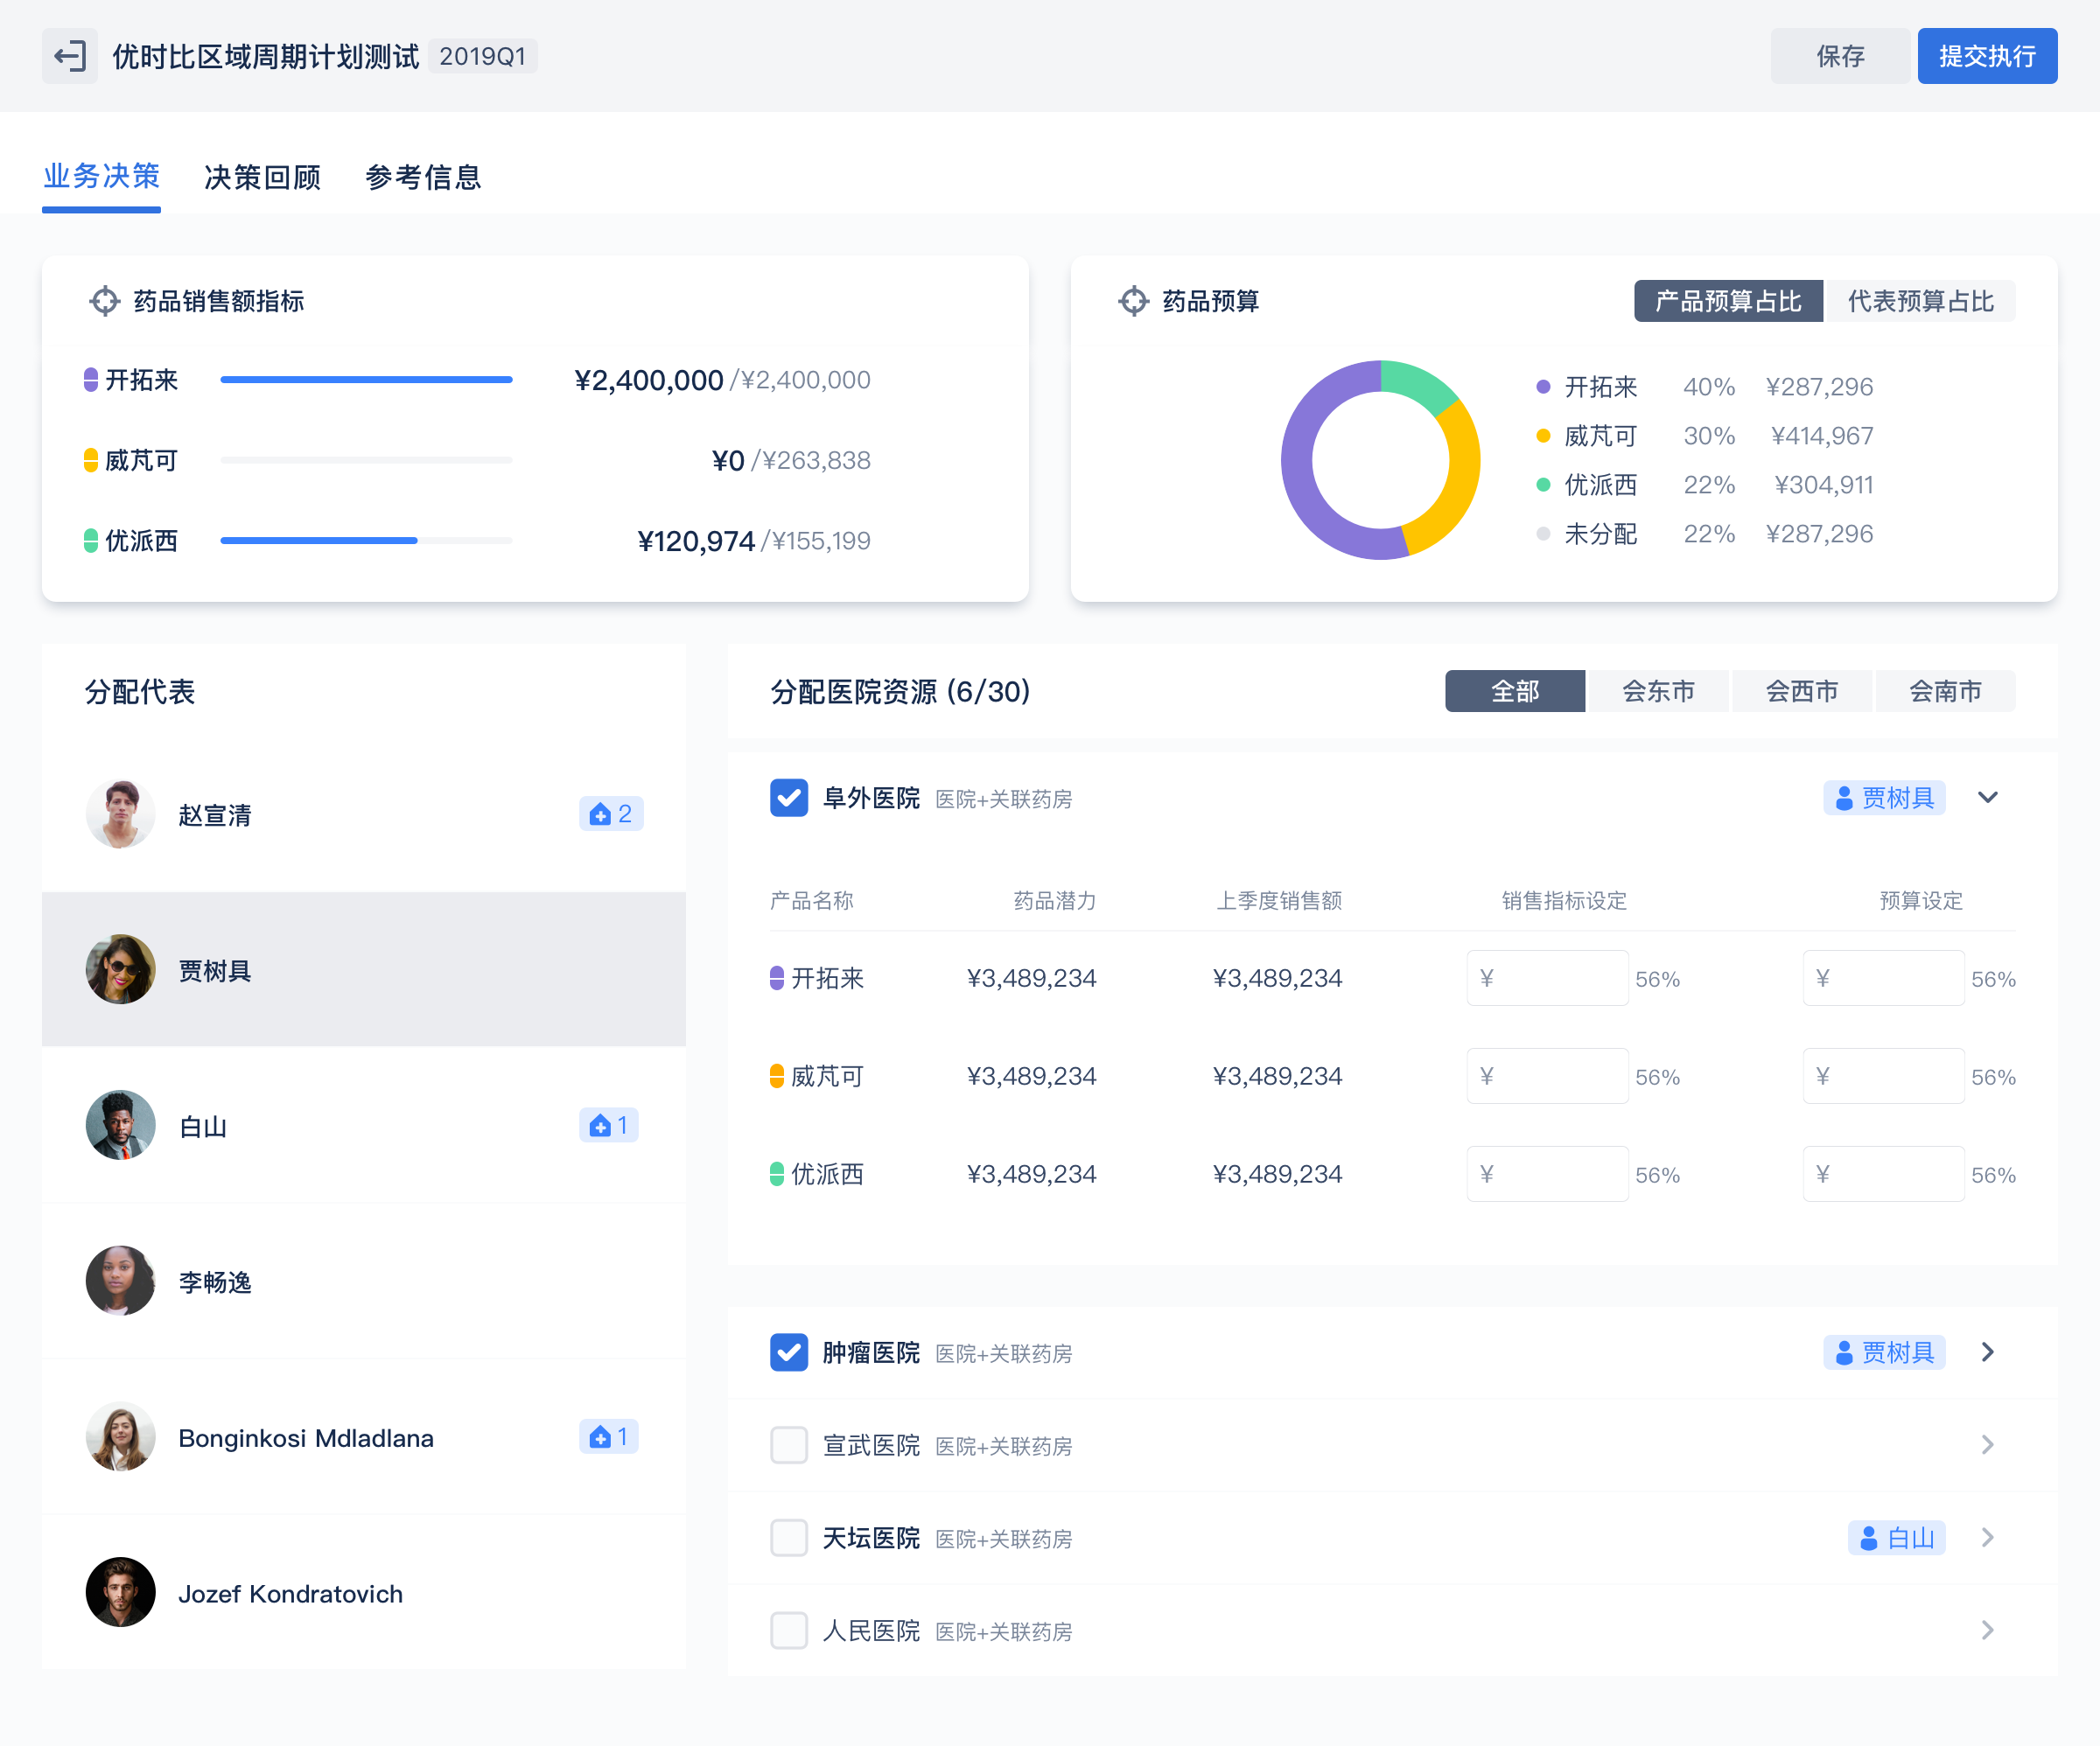 优时比区域周期计划测试 2019Q1 保存 提交执行
业务决策 决策回顾 参考信息
药品销售额指标
开拓来 ¥2,400,000 /¥2,400,000
威芃可 ¥0 /¥263,838
优派西 ¥120,974 /¥155,199
药品预算 产品预算占比 代表预算占比
开拓来 40% ¥287,296
威芃可 30% ¥414,967
优派西 22% ¥304,911
未分配 22% ¥287,296
分配代表
赵宣清 2
贾树具
白山 1
李畅逸
Bonginkosi Mdladlana 1
Jozef Kondratovich
分配医院资源 (6/30) 全部 会东市 会西市 会南市
阜外医院 医院+关联药房 贾树具
产品名称 药品潜力 上季度销售额 销售指标设定 预算设定
开拓来 ¥3,489,234 ¥3,489,234 ¥ 56% ¥ 56%
威芃可 ¥3,489,234 ¥3,489,234 ¥ 56% ¥ 56%
优派西 ¥3,489,234 ¥3,489,234 ¥ 56% ¥ 56%
肿瘤医院 医院+关联药房 贾树具
宣武医院 医院+关联药房
天坛医院 医院+关联药房 白山
人民医院 医院+关联药房